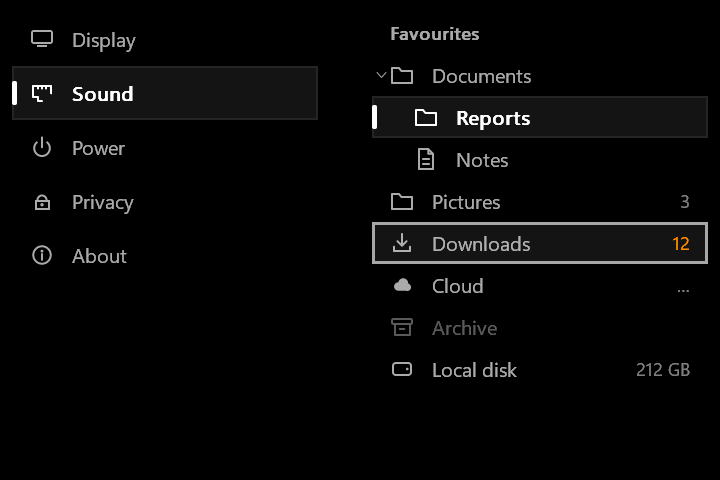 Display
Sound
Power
Privacy
About
Favourites
Documents
Reports
Notes
Pictures 3
Downloads 12
Cloud ...
Archive
Local disk 212 GB